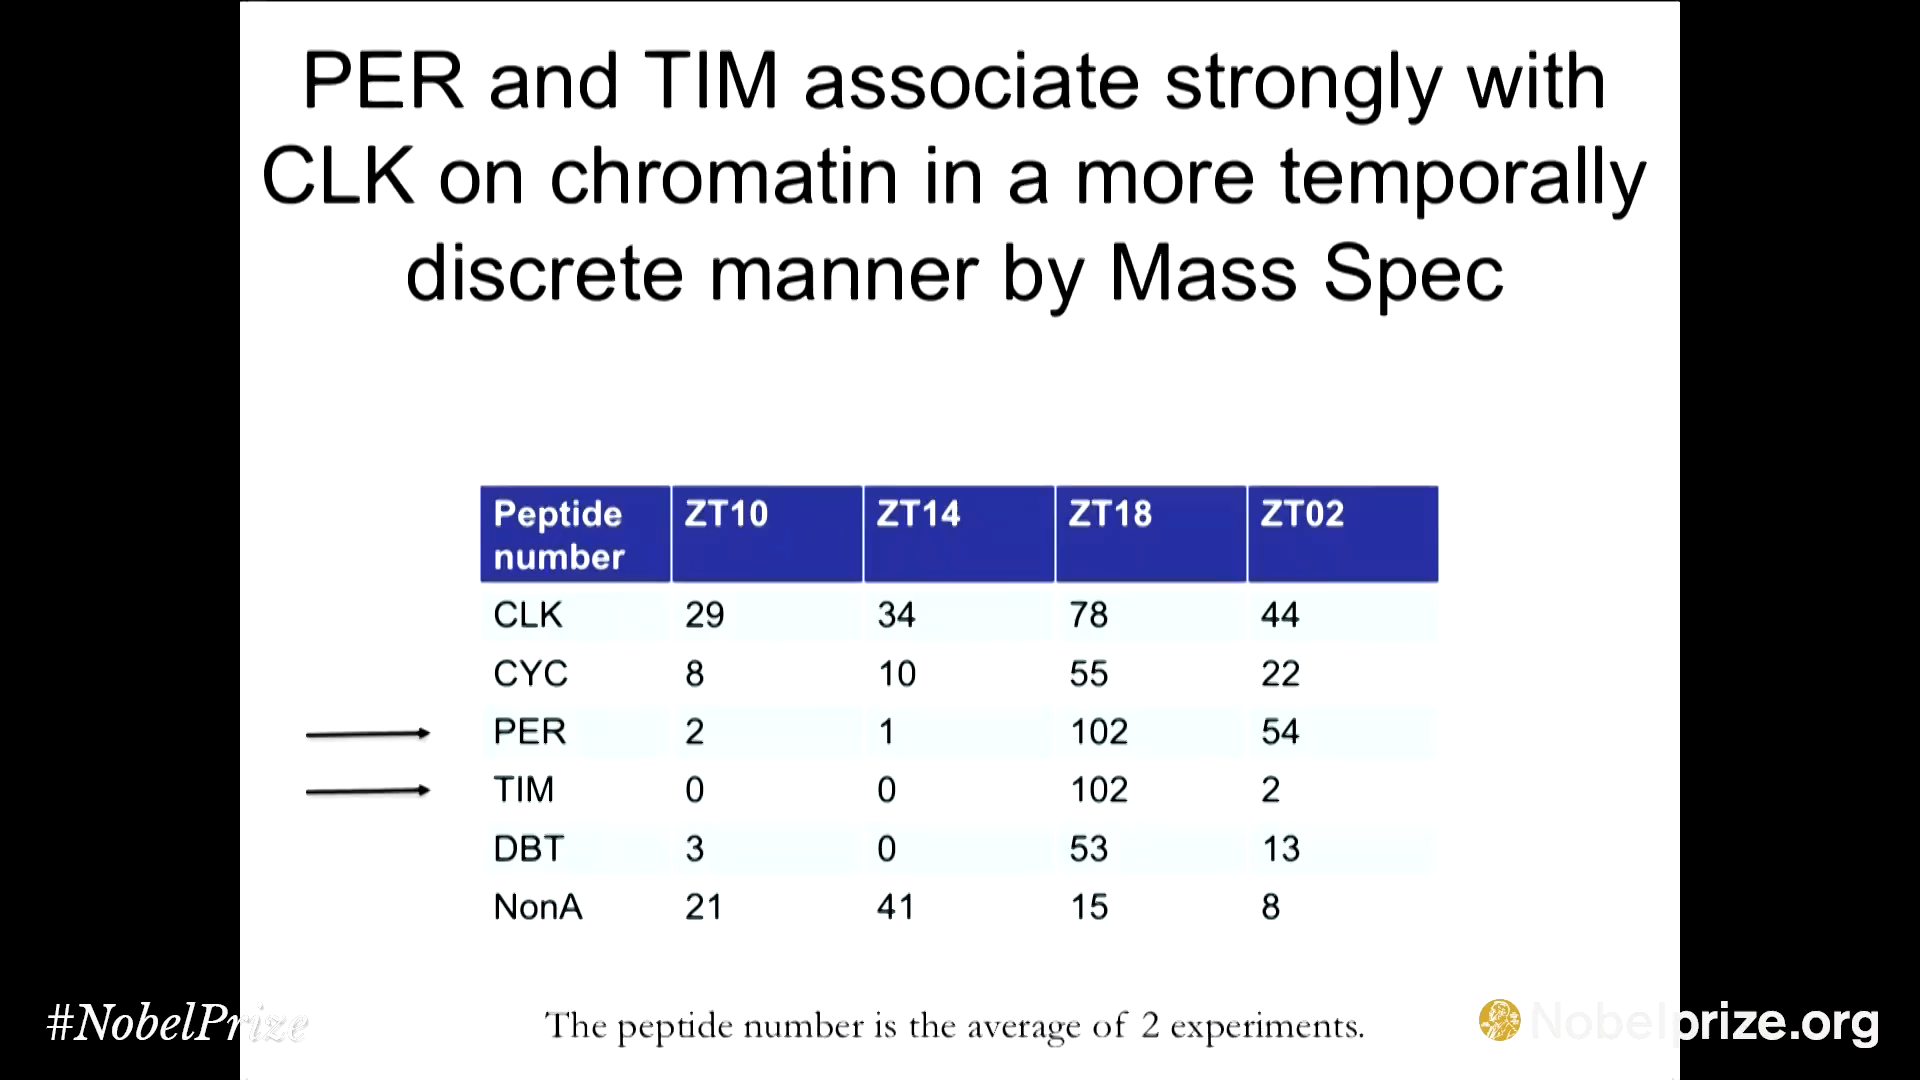 PER and TIM associate strongly with
CLK on chromatin in a more temporally
discrete manner by Mass Spec
Peptide number ZT10 ZT14 ZT18 ZT02
CLK 29 34 78 44
CYC 8 10 55 22
PER 2 1 102 54
TIM 0 0 102 2
DBT 3 0 53 13
NonA 21 41 15 8
The peptide number is the average of 2 experiments.
#NobelPrize
Nobelprize.org